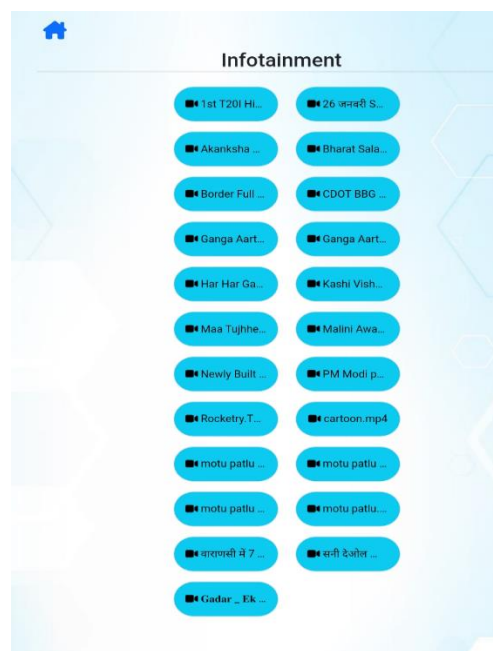 Infotainment
1st T20I Hi...
26 जनवरी S...
Akanksha ...
Bharat Sala...
Border Full ...
CDOT BBG ...
Ganga Aart...
Ganga Aart...
Har Har Ga...
Kashi Vish...
Maa Tujhhe...
Malini Awa...
Newly Built ...
PM Modi p...
Rocketry.T...
cartoon.mp4
motu patlu ...
motu patlu ...
motu patlu ...
motu patlu....
वाराणसी में 7 ...
सनी देओल ...
Gadar _ Ek ...